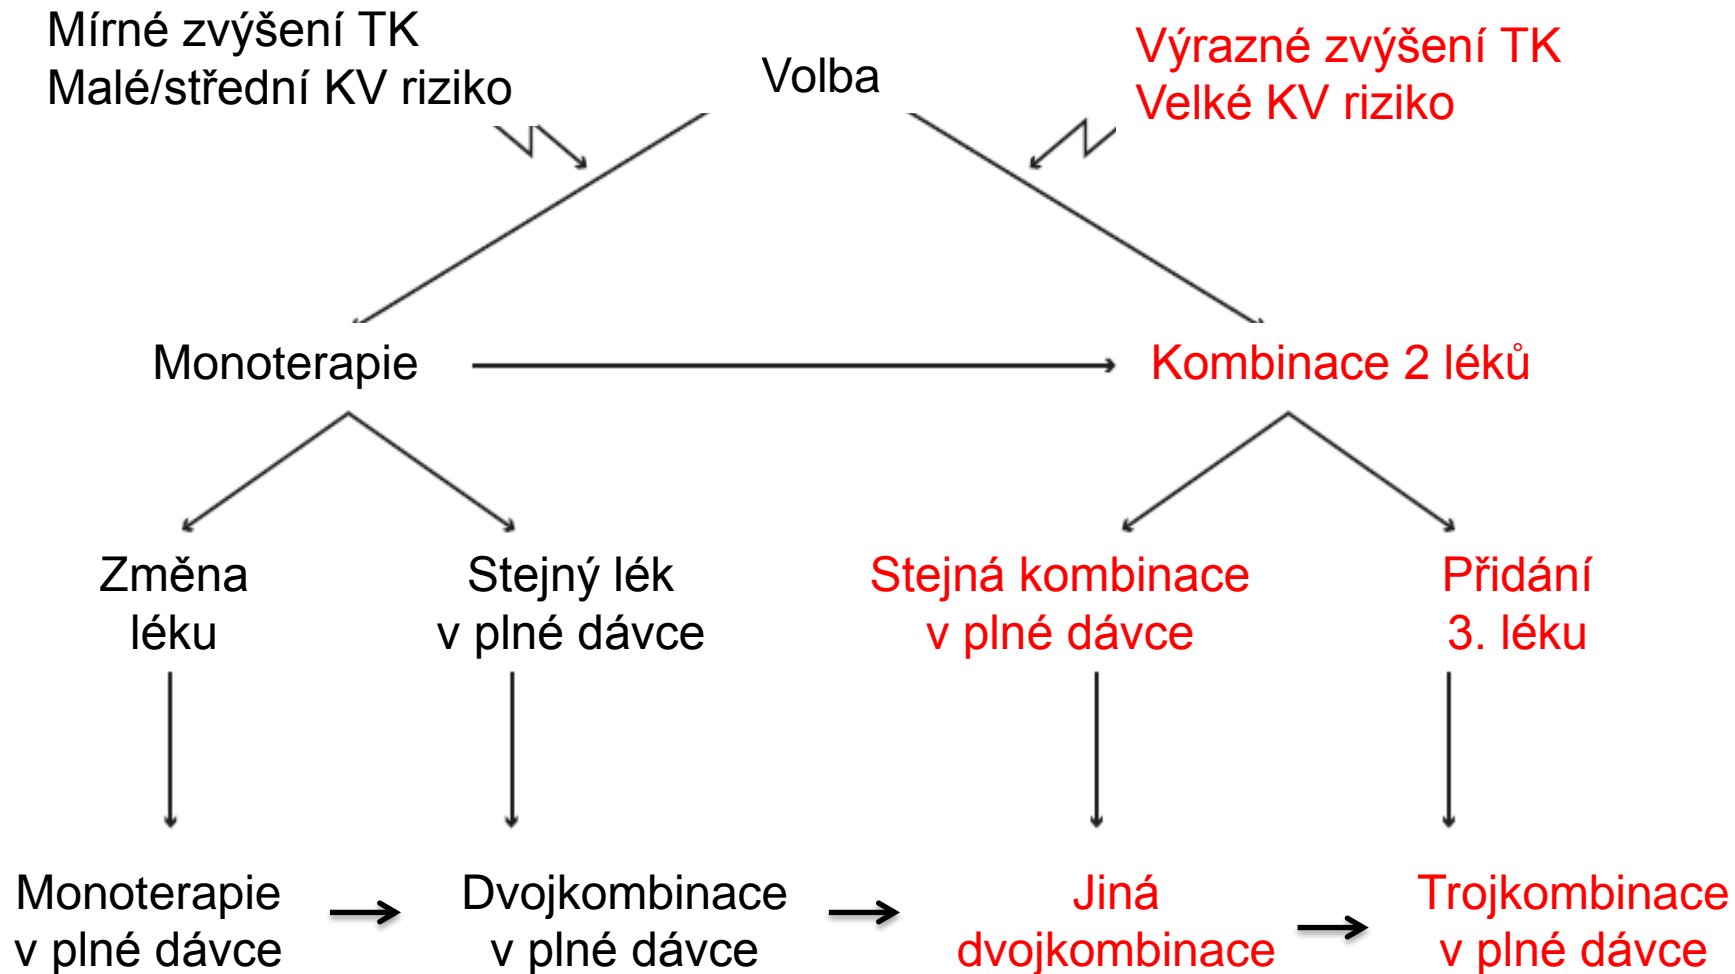 Mírné zvýšení TK
Malé/střední KV riziko
Volba
Výrazné zvýšení TK
Velké KV riziko
Monoterapie
Kombinace 2 léků
Změna
léku
Stejný lék
v plné dávce
Stejná kombinace
v plné dávce
Přidání
3. léku
Monoterapie
v plné dávce
Dvojkombinace
v plné dávce
Jiná
dvojkombinace
Trojkombinace
v plné dávce